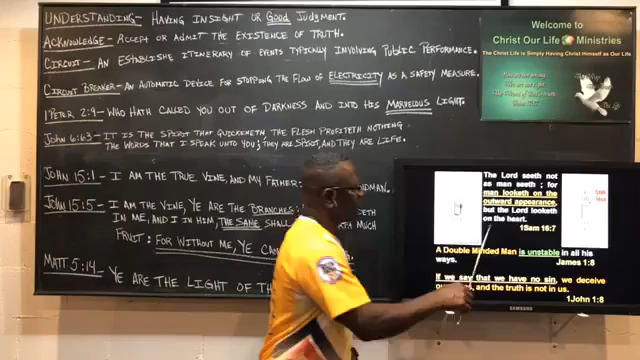 UNDERSTANDING- HAVING INSIGHT OR GOOD JUDGMENT.
ACKNOWLEDGE- ACCEPT OR ADMIT THE EXISTENCE OF TRUTH.
CIRCUIT- AN ESTABLISHE ITINERARY OF EVENTS TYPICALLY INVOLVING PUBLIC PERFORMANCE.
CIRCUIT BREAKER- AN AUTOMATIC DEVICE FOR STOPPING THE FLOW OF ELECTRICITY AS A SAFETY MEASURE.
1 PETER 2:9- WHO HATH CALLED YOU OUT OF DARKNESS AND INTO HIS MARVELOUS LIGHT.
JOHN 6:63- IT IS THE SPIRIT THAT QUICKENETH THE FLESH PROFITETH NOTHING
THE WORDS THAT I SPEAK UNTO YOU, THEY ARE SPIRIT, AND THEY ARE LIFE.
JOHN 15:1- I AM THE TRUE VINE, AND MY FATHER
JOHN 15:5- I AM THE VINE, YE ARE THE BRANCHES:
IN ME, AND I IN HIM, THE SANE SHALL MUCH
FRUIT: FOR WITHOUT ME, YE
MATT 5:14- YE ARE THE LIGHT OF
Welcome to
Christ Our Life Ministries
The Christ Life is Simply Having Christ Himself as Our Life
The Lord seeth not
as man seeth ; for
man looketh on the
outward appearance,
but the Lord looketh
on the heart.
1Sam 16:7
A Double Minded Man is unstable in all his
ways.
James 1:8
If we say that we have no sin, we deceive
and the truth is not in us.
1John 1:8
SAMSUNG